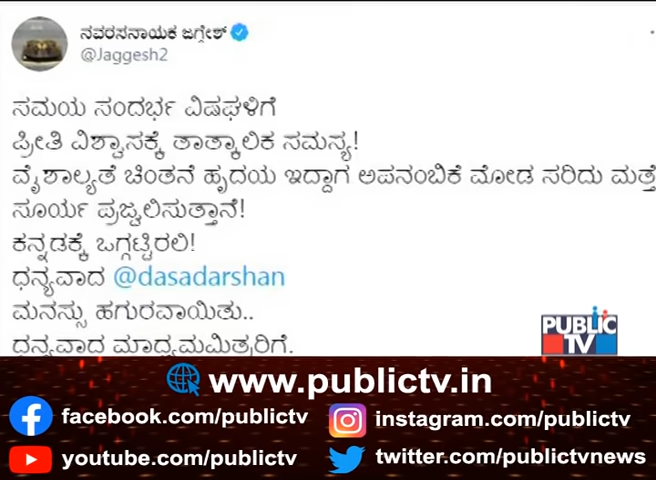 ನವರಸನಾಯಕ ಜಗ್ಗೇಶ್
@Jaggesh2
ಸಮಯ ಸಂದರ್ಭ ವಿಷಘಳಿಗೆ
ಪ್ರೀತಿ ವಿಶ್ವಾಸಕ್ಕೆ ತಾತ್ಕಾಲಿಕ ಸಮಸ್ಯ!
ವೈಶಾಲ್ಯತೆ ಚಿಂತನೆ ಹೃದಯ ಇದ್ದಾಗ ಅಪನಂಬಿಕೆ ಮೋಡ ಸರಿದು ಮತ್ತೆ
ಸೂರ್ಯ ಪ್ರಜ್ವಲಿಸುತ್ತಾನೆ!
ಕನ್ನಡಕ್ಕೆ ಒಗ್ಗಟ್ಟಿರಲಿ!
ಧನ್ಯವಾದ @dasadarshan
ಮನಸ್ಸು ಹಗುರವಾಯಿತು..
ಧನ್ಯವಾದ ಮಾಧ್ಯಮಮಿತ್ರರಿಗೆ.
PUBLIC
TV
www.publictv.in
facebook.com/publictv
instagram.com/publictv
youtube.com/publictv
twitter.com/publictvnews